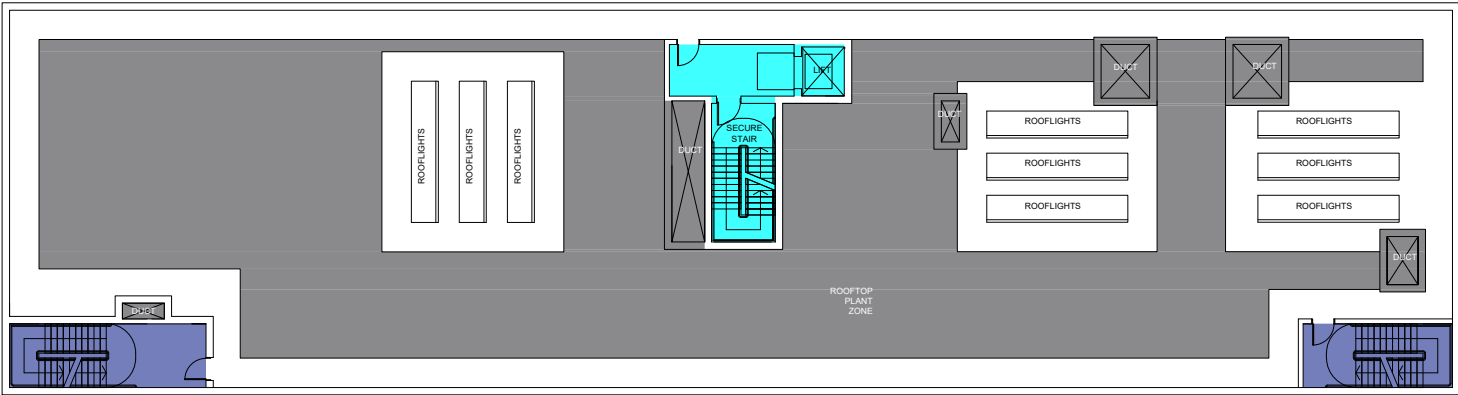 LIFT
DUCT
DUCT
DUCT
ROOFLIGHTS
ROOFLIGHTS
ROOFLIGHTS
SECURE
STAIR
DUCT
ROOFLIGHTS
ROOFLIGHTS
ROOFLIGHTS
ROOFLIGHTS
ROOFLIGHTS
ROOFLIGHTS
DUCT
ROOFTOP
PLANT
ZONE
DUCT